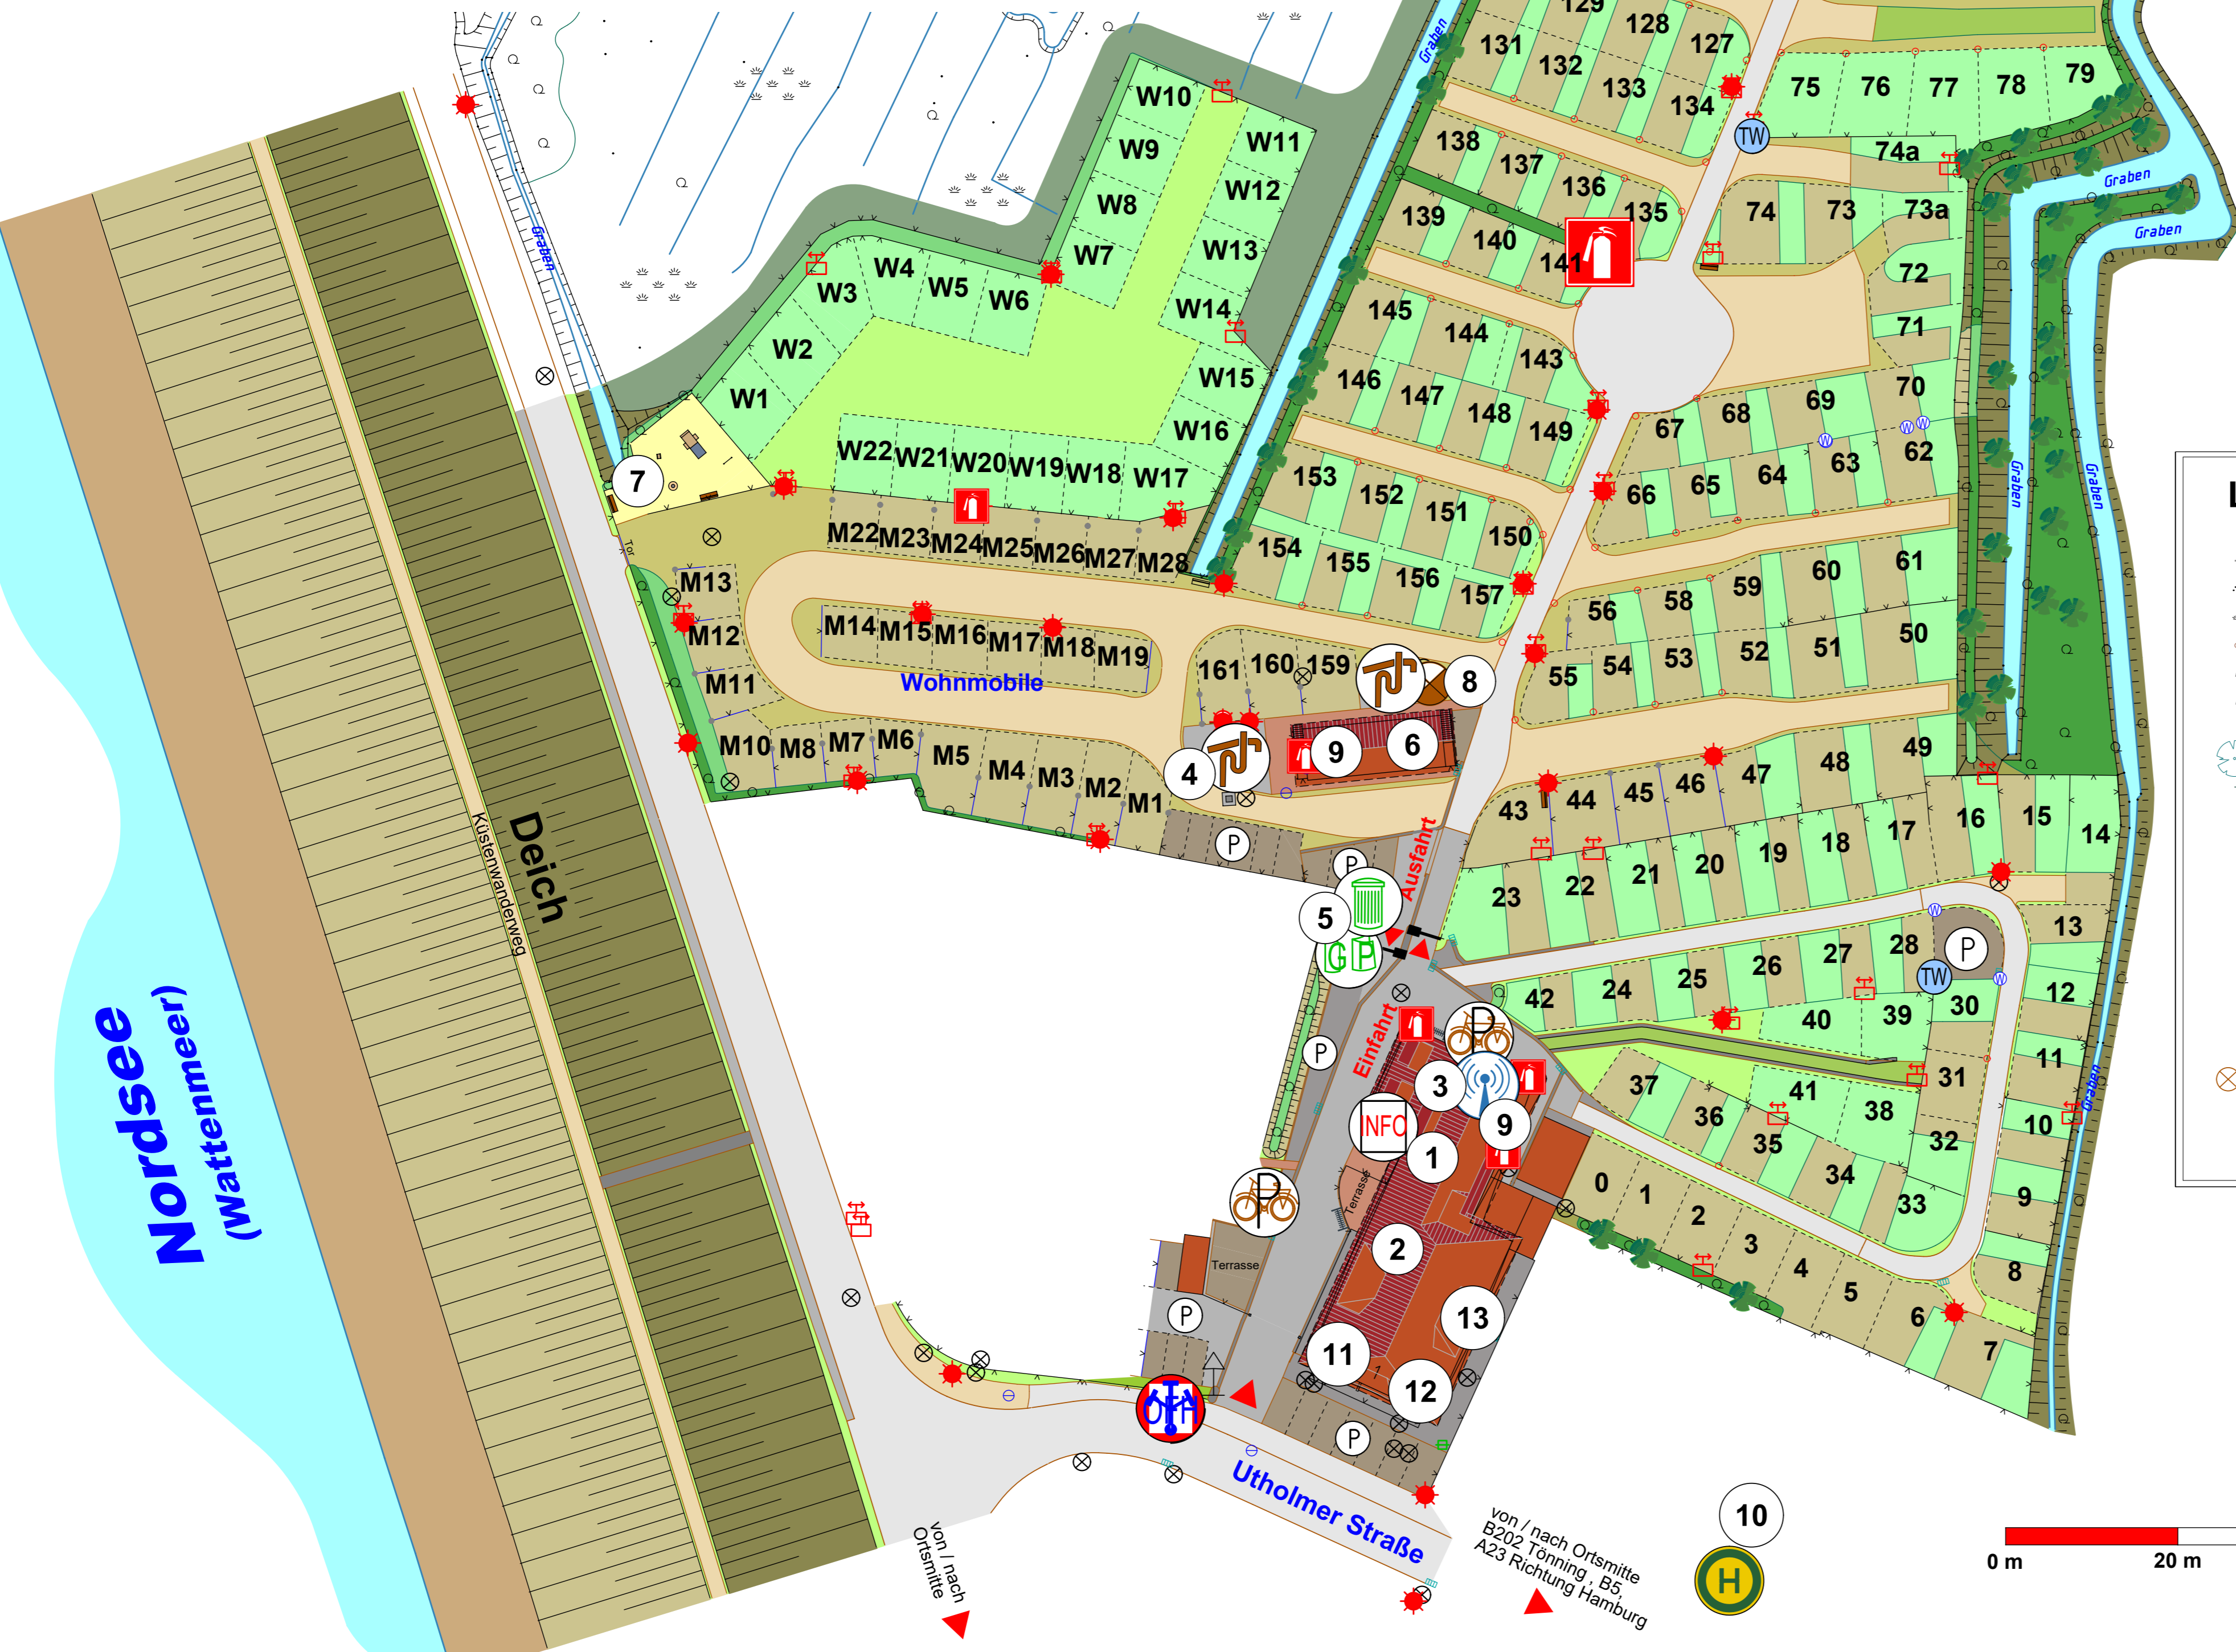 129
128
127
131
132
133
134
75
76
77
78
79
TW
74a
138
137
136
135
74
73
73a
139
140
141
72
71
Graben
Graben
Graben
Graben
W10
W9
W8
W7
W11
W12
W13
W14
W4
W5
W6
W3
W2
W1
W15
W16
W22
W21
W20
W19
W18
W17
145
144
143
146
147
148
149
70
69
68
67
62
63
64
65
66
153
152
151
150
154
155
156
157
W
W
W
Graben
Graben
L
7
Tor
M22
M23
M24
M25
M26
M27
M28
M13
M12
M11
M14
M15
M16
M17
M18
M19
Wohnmobile
M10
M8
M7
M6
M5
M4
M3
M2
M1
161
160
159
8
9
6
4
P
P
61
60
59
58
56
50
51
52
53
54
55
49
48
47
46
45
44
43
16
15
14
17
18
19
20
21
22
23
Ausfahrt
5
G P
13
28
27
26
25
24
42
W
P
TW
W
30
12
39
40
11
31
Graben
37
41
38
36
35
10
32
34
33
9
0
1
2
3
4
5
6
7
8
Einfahrt
P
P
3
INFO
9
1
Terrasse
P
2
Terrasse
P
13
11
1
12
P
Küstenwanderweg
Deich
Nordsee
(Wattenmeer)
Utholmer Straße
von / nach
Ortsmitte
von / nach Ortsmitte
B202 Tönning , B5,
A23 Richtung Hamburg
10
H
0 m
20 m